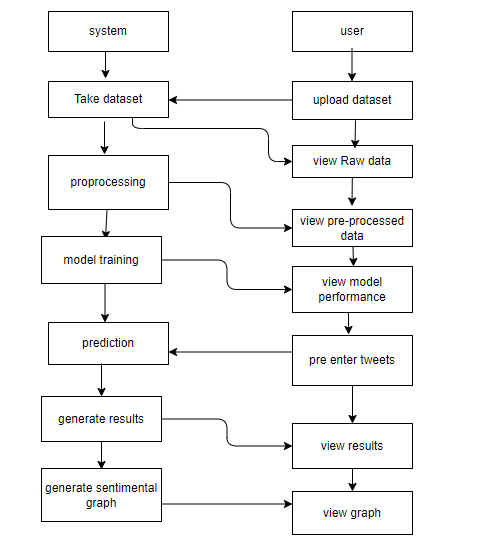 system
user
Take dataset
upload dataset
view Raw data
proprocessing
view pre-processed
data
model training
view model
performance
prediction
pre enter tweets
generate results
view results
generate sentimental
graph
view graph